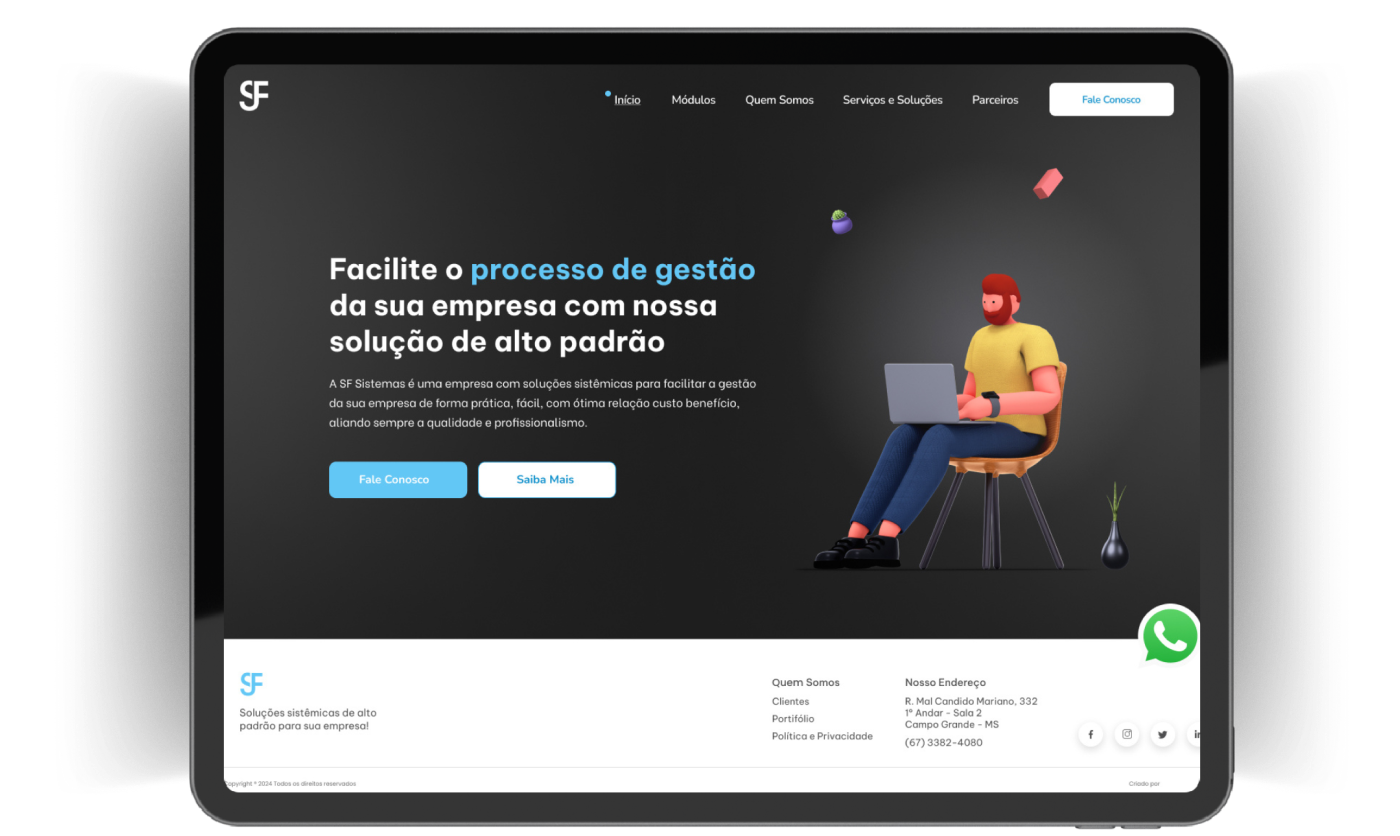 SF
Início Módulos Quem Somos Serviços e Soluções Parceiros Fale Conosco
Facilite o processo de gestão
da sua empresa com nossa
solução de alto padrão
A SF Sistemas é uma empresa com soluções sistêmicas para facilitar a gestão
da sua empresa de forma prática, fácil, com ótima relação custo benefício,
aliando sempre a qualidade e profissionalismo.
Fale Conosco Saiba Mais
SF
Soluções sistêmicas de alto
padrão para sua empresa!
Quem Somos
Clientes
Portifólio
Política e Privacidade
Nosso Endereço
R. Mal Candido Mariano, 332
1° Andar - Sala 2
Campo Grande - MS
(67) 3382-4080
Copyright ® 2024 Todos os direitos reservados
Criado por